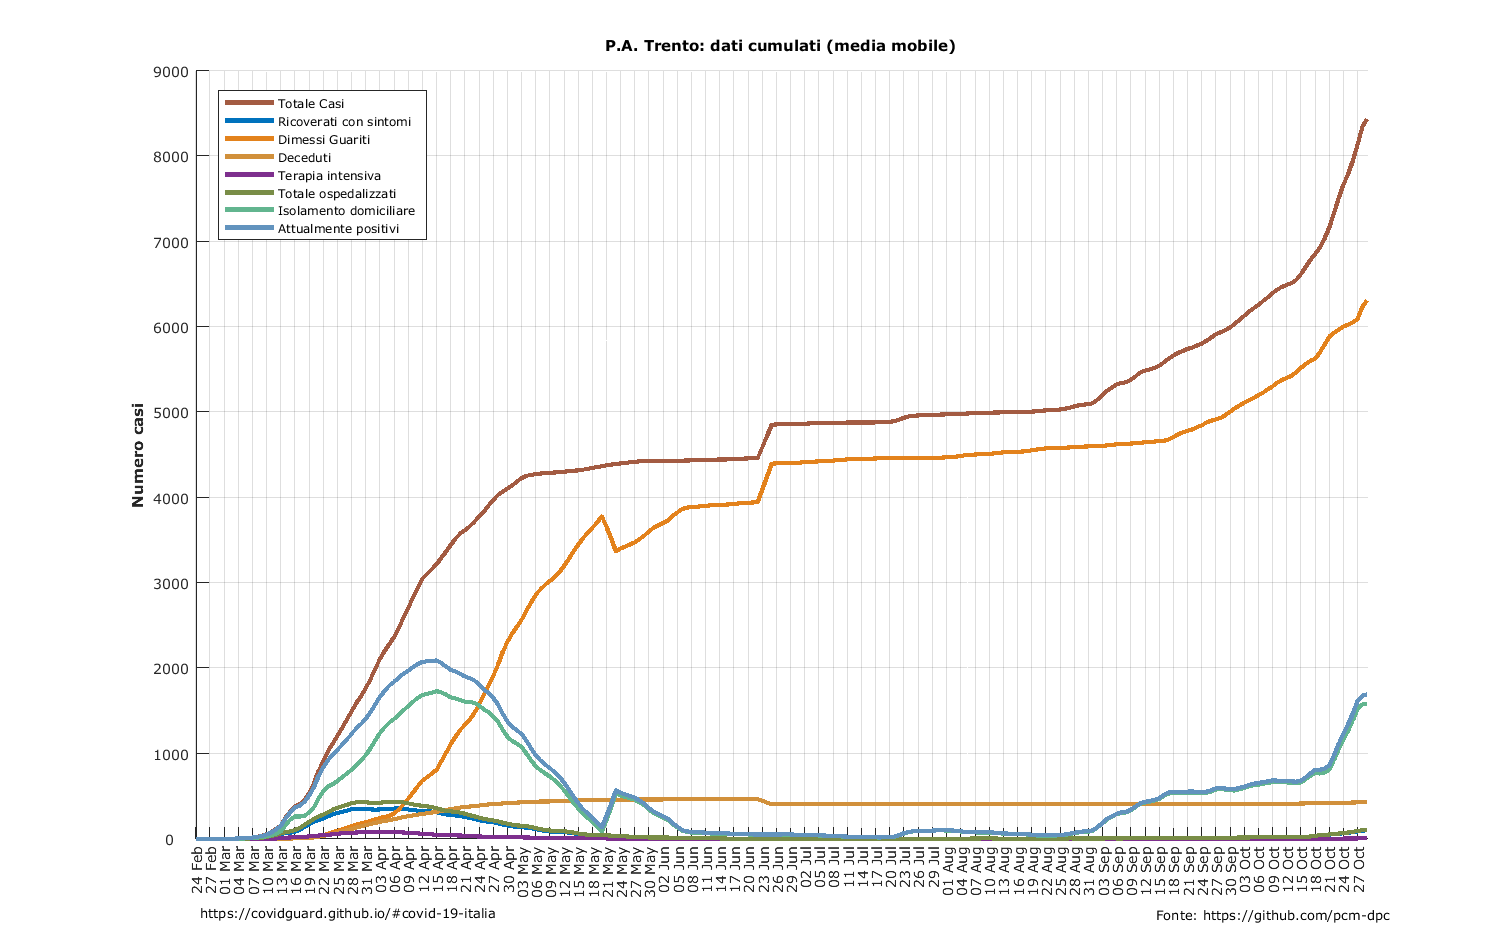 P.A. Trento: dati cumulati (media mobile)
Numero casi
9000
8000
7000
6000
5000
4000
3000
2000
1000
0
Totale Casi
Ricoverati con sintomi
Dimessi Guariti
Deceduti
Terapia intensiva
Totale ospedalizzati
Isolamento domiciliare
Attualmente positivi
24 Feb
27 Feb
01 Mar
04 Mar
07 Mar
10 Mar
13 Mar
16 Mar
19 Mar
22 Mar
25 Mar
28 Mar
31 Mar
03 Apr
06 Apr
09 Apr
12 Apr
15 Apr
18 Apr
21 Apr
24 Apr
27 Apr
30 Apr
03 May
06 May
09 May
12 May
15 May
18 May
21 May
24 May
27 May
30 May
02 Jun
05 Jun
08 Jun
11 Jun
14 Jun
17 Jun
20 Jun
23 Jun
26 Jun
29 Jun
02 Jul
05 Jul
08 Jul
11 Jul
14 Jul
17 Jul
20 Jul
23 Jul
26 Jul
29 Jul
01 Aug
04 Aug
07 Aug
10 Aug
13 Aug
16 Aug
19 Aug
22 Aug
25 Aug
28 Aug
31 Aug
03 Sep
06 Sep
09 Sep
12 Sep
15 Sep
18 Sep
21 Sep
24 Sep
27 Sep
30 Sep
03 Oct
06 Oct
09 Oct
12 Oct
15 Oct
18 Oct
21 Oct
24 Oct
27 Oct
https://covidguard.github.io/#covid-19-italia
Fonte: https://github.com/pcm-dpc